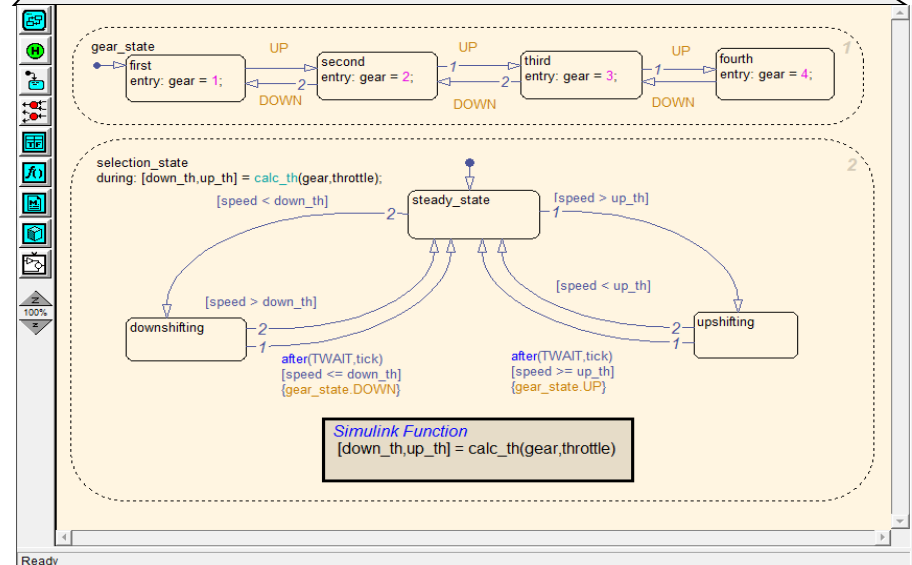 gear_state
UP
UP
UP
1
first
entry: gear = 1;
second
entry: gear = 2;
third
entry: gear = 3;
fourth
entry: gear = 4;
2
1
2
1
2
1
DOWN
DOWN
DOWN
selection_state
during: [down_th,up_th] = calc_th(gear,throttle);
2
[speed < down_th]
2
steady_state
1
[speed > up_th]
[speed > down_th]
[speed < up_th]
downshifting
2
1
upshifting
2
1
after(TWAIT,tick)
[speed <= down_th]
{gear_state.DOWN}
after(TWAIT,tick)
[speed >= up_th]
{gear_state.UP}
Simulink Function
[down_th,up_th] = calc_th(gear,throttle)
100%
Ready